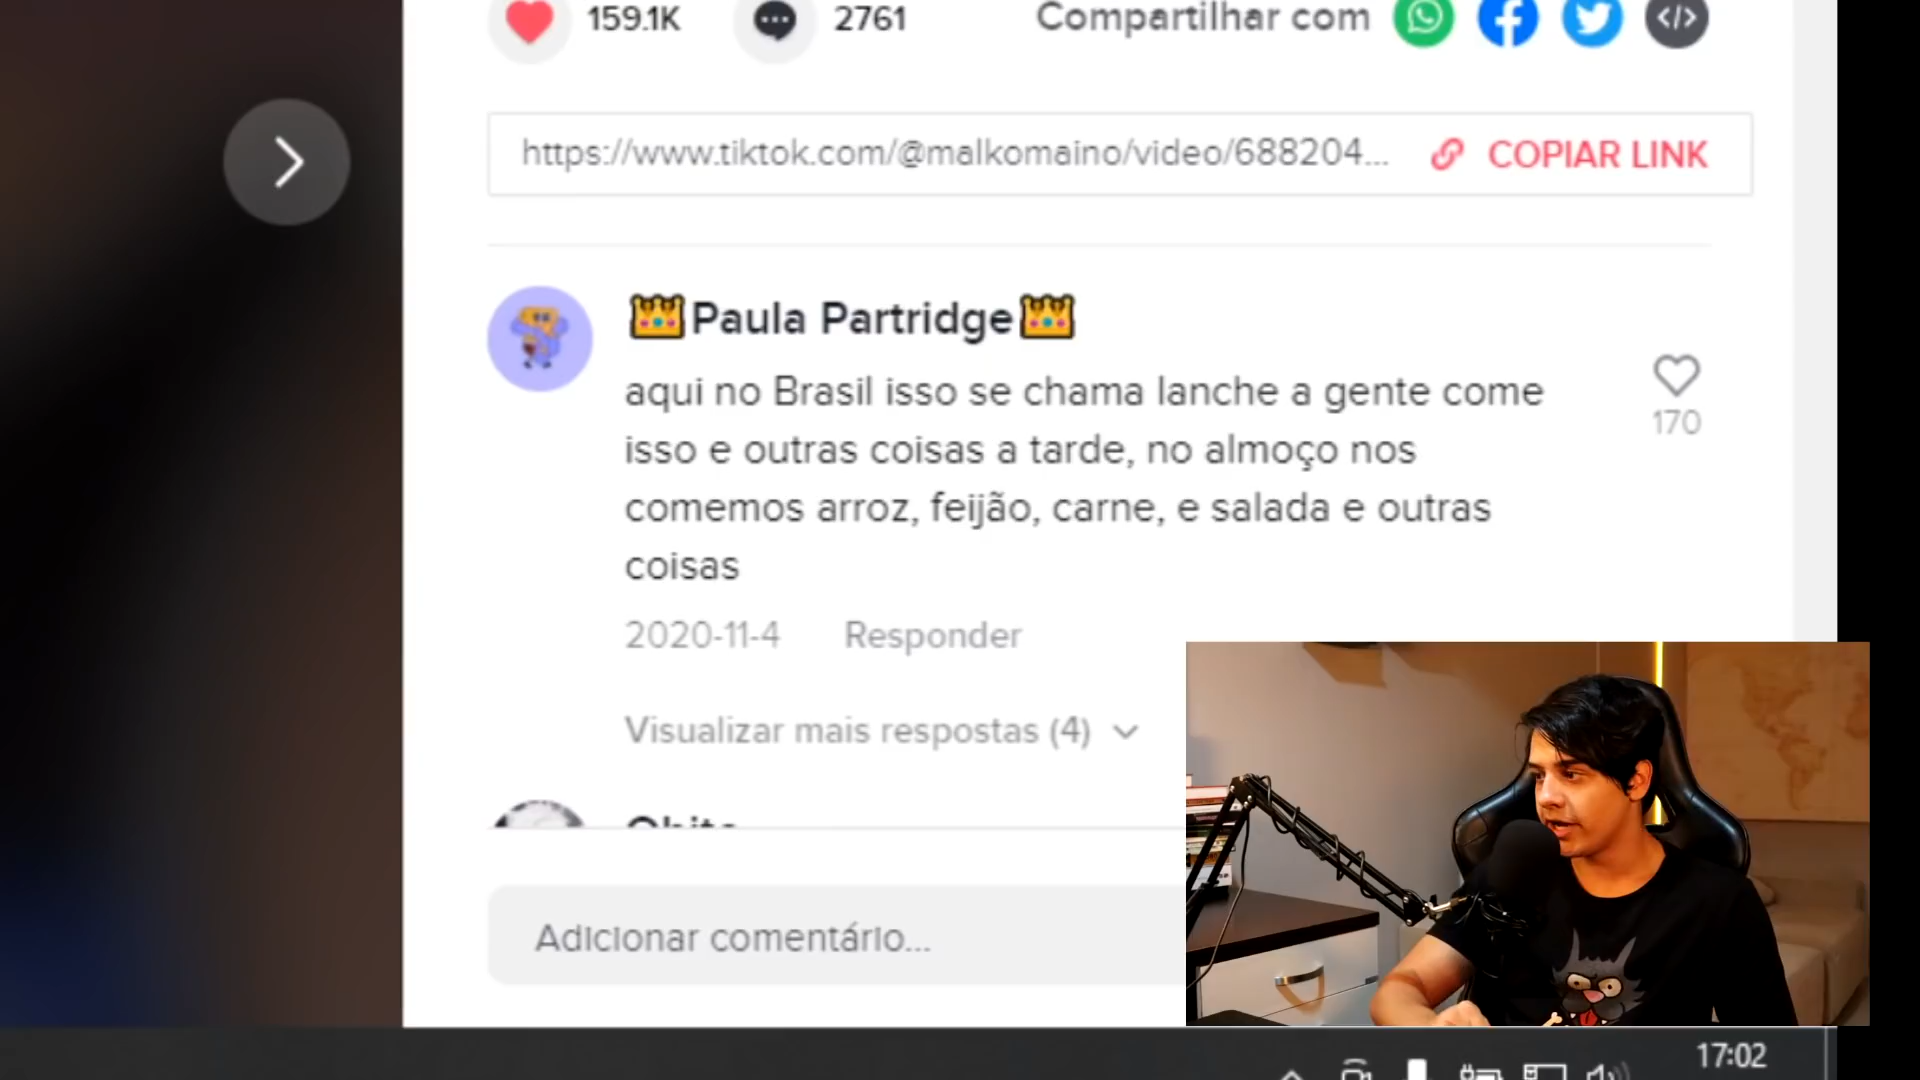 159.1K 2761 Compartilhar com
https://www.tiktok.com/@malkomaino/video/688204... COPIAR LINK
Paula Partridge
aqui no Brasil isso se chama lanche a gente come
isso e outras coisas a tarde, no almoço nos
comemos arroz, feijão, carne, e salada e outras
coisas
170
2020-11-4 Responder
Visualizar mais respostas (4)
Adicionar comentário...
17:02